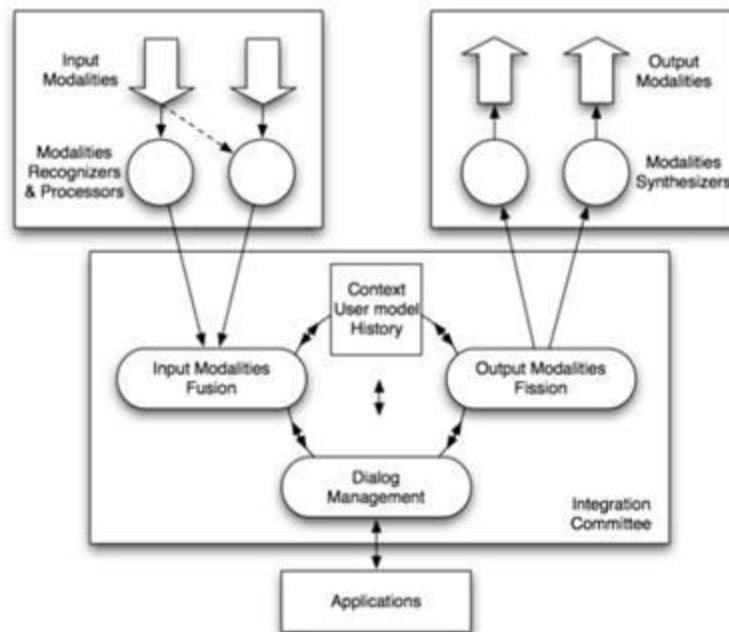 Input
Modalities
Modalities
Recognizers
& Processors
Output
Modalities
Modalities
Synthesizers
Context
User model
History
Input Modalities
Fusion
Output Modalities
Fission
Dialog
Management
Integration
Committee
Applications